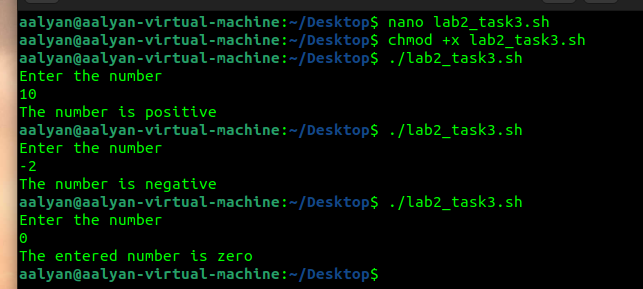 aalyan@aalyan-virtual-machine:~/Desktop$ nano lab2_task3.sh
aalyan@aalyan-virtual-machine:~/Desktop$ chmod +x lab2_task3.sh
aalyan@aalyan-virtual-machine:~/Desktop$ ./lab2_task3.sh
Enter the number
10
The number is positive
aalyan@aalyan-virtual-machine:~/Desktop$ ./lab2_task3.sh
Enter the number
-2
The number is negative
aalyan@aalyan-virtual-machine:~/Desktop$ ./lab2_task3.sh
Enter the number
0
The entered number is zero
aalyan@aalyan-virtual-machine:~/Desktop$